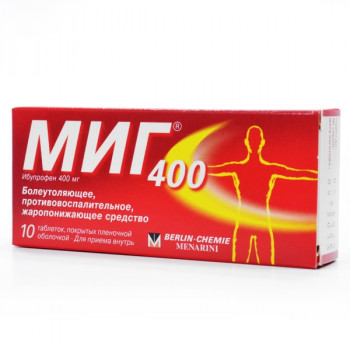 МИГ® 400
Ибупрофен 400 мг
Болеутоляющее,
противовоспалительное,
жаропонижающее средство
10 таблеток, покрытых пленочной
оболочкой · Для приема внутрь
BERLIN-CHEMIE
MENARINI